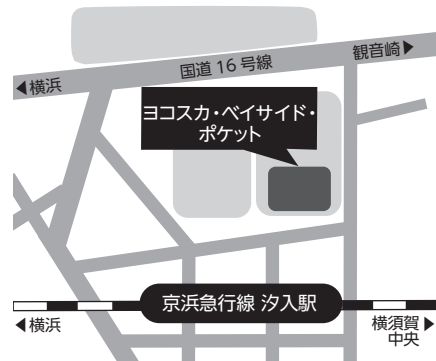 観音崎▶
国道16号線
◀横浜
ヨコスカ・ベイサイド・
ポケット
京浜急行線 汐入駅
◀横浜
横須賀▶
中央